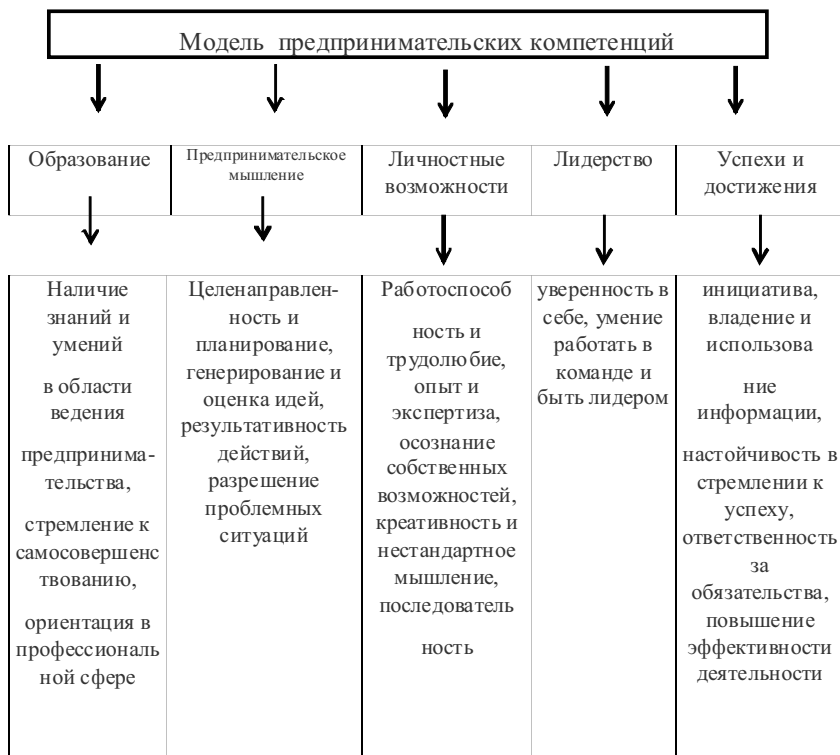 Модель предпринимательских компетенций
Образование
Предпринимательское
мышление
Личностные
возможности
Лидерство
Успехи и
достижения
Наличие
знаний и
умений
в области
ведения
предпринима-
тельства,
стремление к
самосовершенс
твованию,
ориентация в
профессиональ
ной сфере
Целенаправлен-
ность и
планирование,
генерирование и
оценка идей,
результативность
действий,
разрешение
проблемных
ситуаций
Работоспособ
ность и
трудолюбие,
опыт и
экспертиза,
осознание
собственных
возможностей,
креативность и
нестандартное
мышление,
последователь
ность
уверенность в
себе, умение
работать в
команде и
быть лидером
инициатива,
владение и
использова
ние
информации,
настойчивость в
стремлении к
успеху,
ответственность
за
обязательства,
повышение
эффективности
деятельности